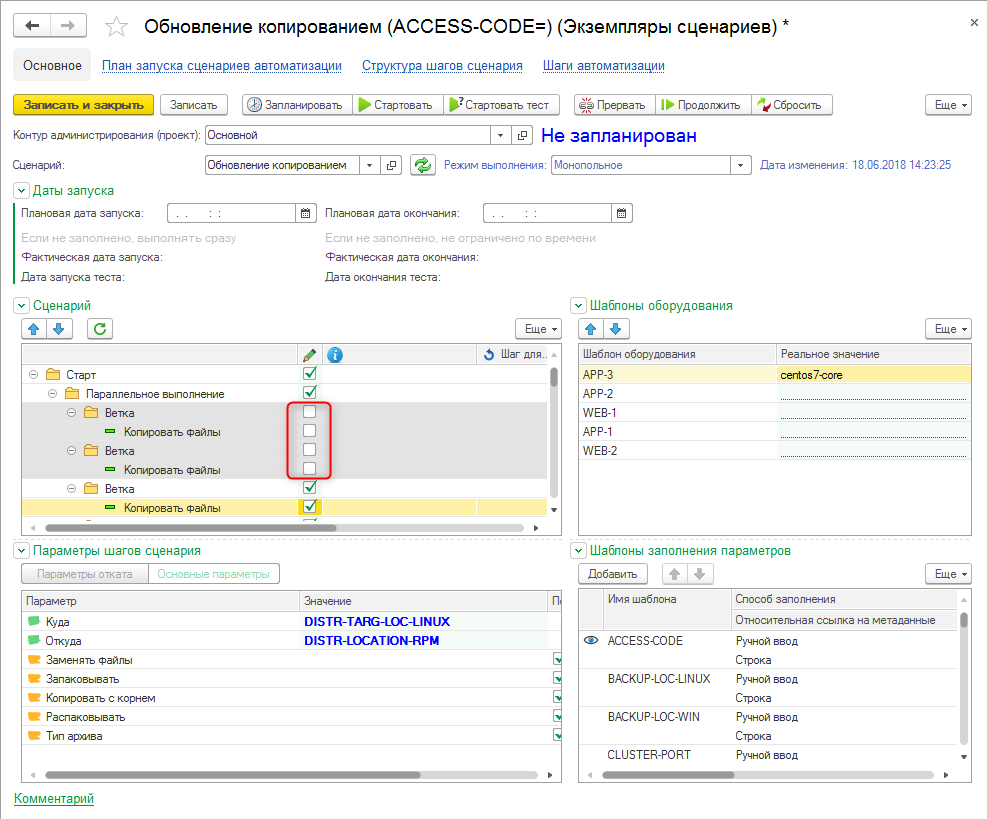 Обновление копированием (ACCESS-CODE=) (Экземпляры сценариев) *
Основное План запуска сценариев автоматизации Структура шагов сценария Шаги автоматизации
Записать и закрыть Записать Запланировать Стартовать Стартовать тест Прервать Продолжить Сбросить Еще
Контур администрирования (проект): Основной Не запланирован
Сценарий: Обновление копированием Режим выполнения: Монопольное Дата изменения: 18.06.2018 14:23:25
Даты запуска
Плановая дата запуска: . . : : Плановая дата окончания: . . : :
Если не заполнено, выполнять сразу Если не заполнено, не ограничено по времени
Фактическая дата запуска: Фактическая дата окончания:
Дата запуска теста: Дата окончания теста:
Сценарий
Еще
Шаг для...
Старт
Параллельное выполнение
Ветка
Копировать файлы
Ветка
Копировать файлы
Ветка
Копировать файлы
Шаблоны оборудования
Еще
Шаблон оборудования Реальное значение
APP-3 centos7-core
APP-2
WEB-1
APP-1
WEB-2
Параметры шагов сценария
Параметры отката Основные параметры
Параметр Значение
Куда DISTR-TARG-LOC-LINUX
Откуда DISTR-LOCATION-RPM
Заменять файлы
Запаковывать
Копировать с корнем
Распаковывать
Тип архива
Шаблоны заполнения параметров
Добавить Еще
Имя шаблона Способ заполнения
Относительная ссылка на метаданные
ACCESS-CODE Ручной ввод
Строка
BACKUP-LOC-LINUX Ручной ввод
Строка
BACKUP-LOC-WIN Ручной ввод
Строка
CLUSTER-PORT Ручной ввод
Комментарий